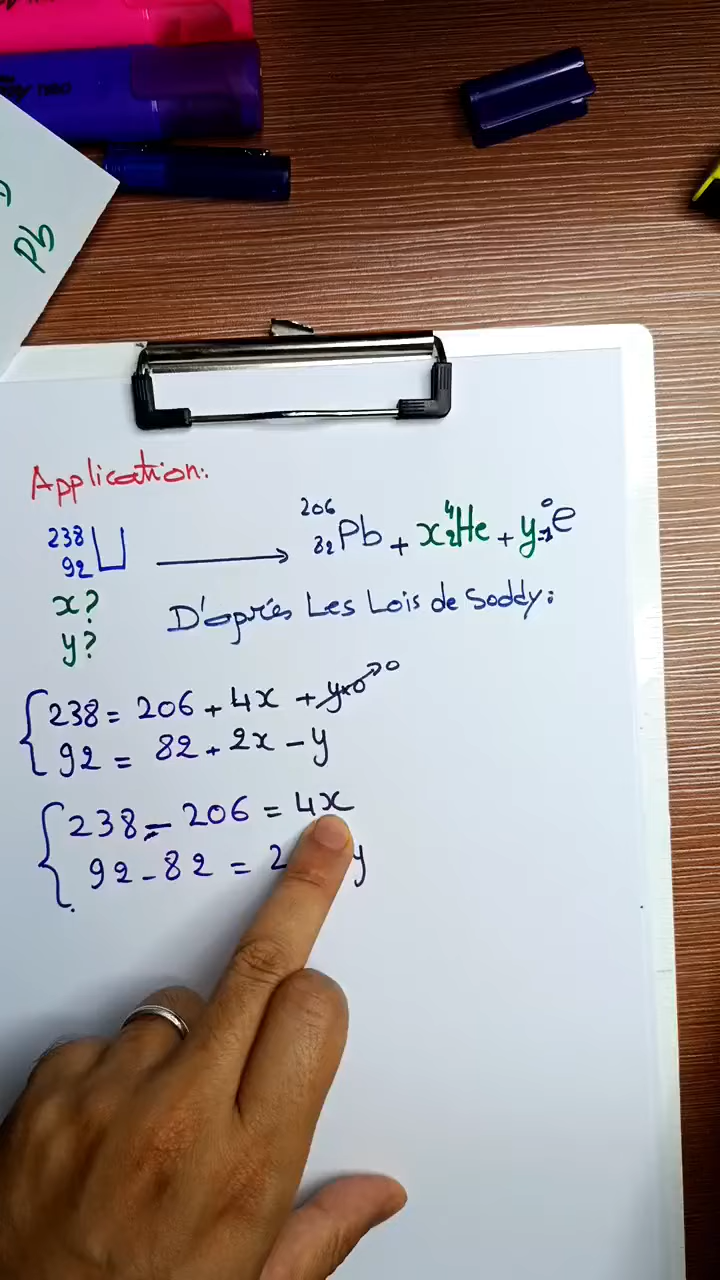 Pb
Application:
238 92 U → 206 82 Pb + x 4 2 He + y 0 -1 e
x?
y?
D'après Les Lois de Soddy:
238 = 206 + 4x + y×0 → 0
92 = 82 + 2x - y
238 - 206 = 4x
92 - 82 = 2 y